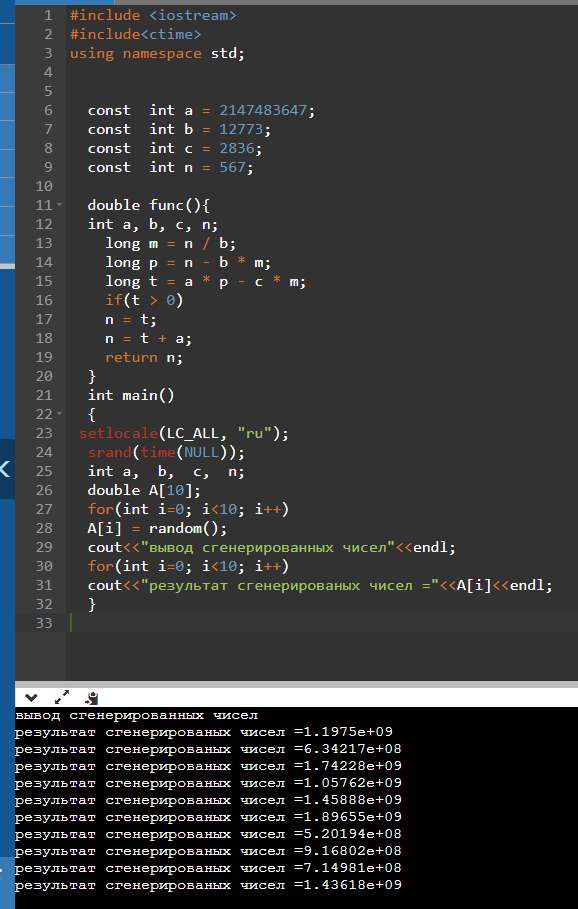 1 #include <iostream>
2 #include<ctime>
3 using namespace std;
4
5
6 const  int a = 2147483647;
7 const  int b = 12773;
8 const  int c = 2836;
9 const  int n = 567;
10
11 double func(){
12 int a, b, c, n;
13 long m = n / b;
14 long p = n - b * m;
15 long t = a * p - c * m;
16 if(t > 0)
17 n = t;
18 n = t + a;
19 return n;
20 }
21 int main()
22 {
23 setlocale(LC_ALL, "ru");
24 srand(time(NULL));
25 int a,  b,  c,  n;
26 double A[10];
27 for(int i=0; i<10; i++)
28 A[i] = random();
29 cout<<"вывод сгенерированных чисел"<<endl;
30 for(int i=0; i<10; i++)
31 cout<<"результат сгенерированых чисел ="<<A[i]<<endl;
32 }
33
вывод сгенерированных чисел
результат сгенерированых чисел =1.1975e+09
результат сгенерированых чисел =6.34217e+08
результат сгенерированых чисел =1.74228e+09
результат сгенерированых чисел =1.05762e+09
результат сгенерированых чисел =1.45888e+09
результат сгенерированых чисел =1.89655e+09
результат сгенерированых чисел =5.20194e+08
результат сгенерированых чисел =9.16802e+08
результат сгенерированых чисел =7.14981e+08
результат сгенерированых чисел =1.43618e+09